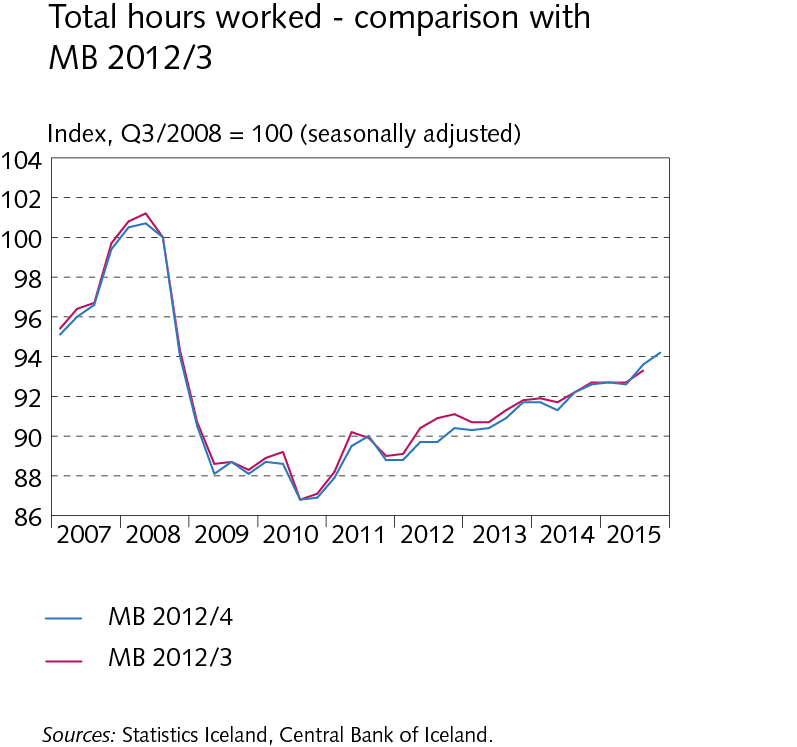 Total hours worked - comparison with
MB 2012/3
Index, Q3/2008 = 100 (seasonally adjusted)
104
102
100
98
96
94
92
90
88
86
2007 2008 2009 2010 2011 2012 2013 2014 2015
MB 2012/4
MB 2012/3
Sources: Statistics Iceland, Central Bank of Iceland.